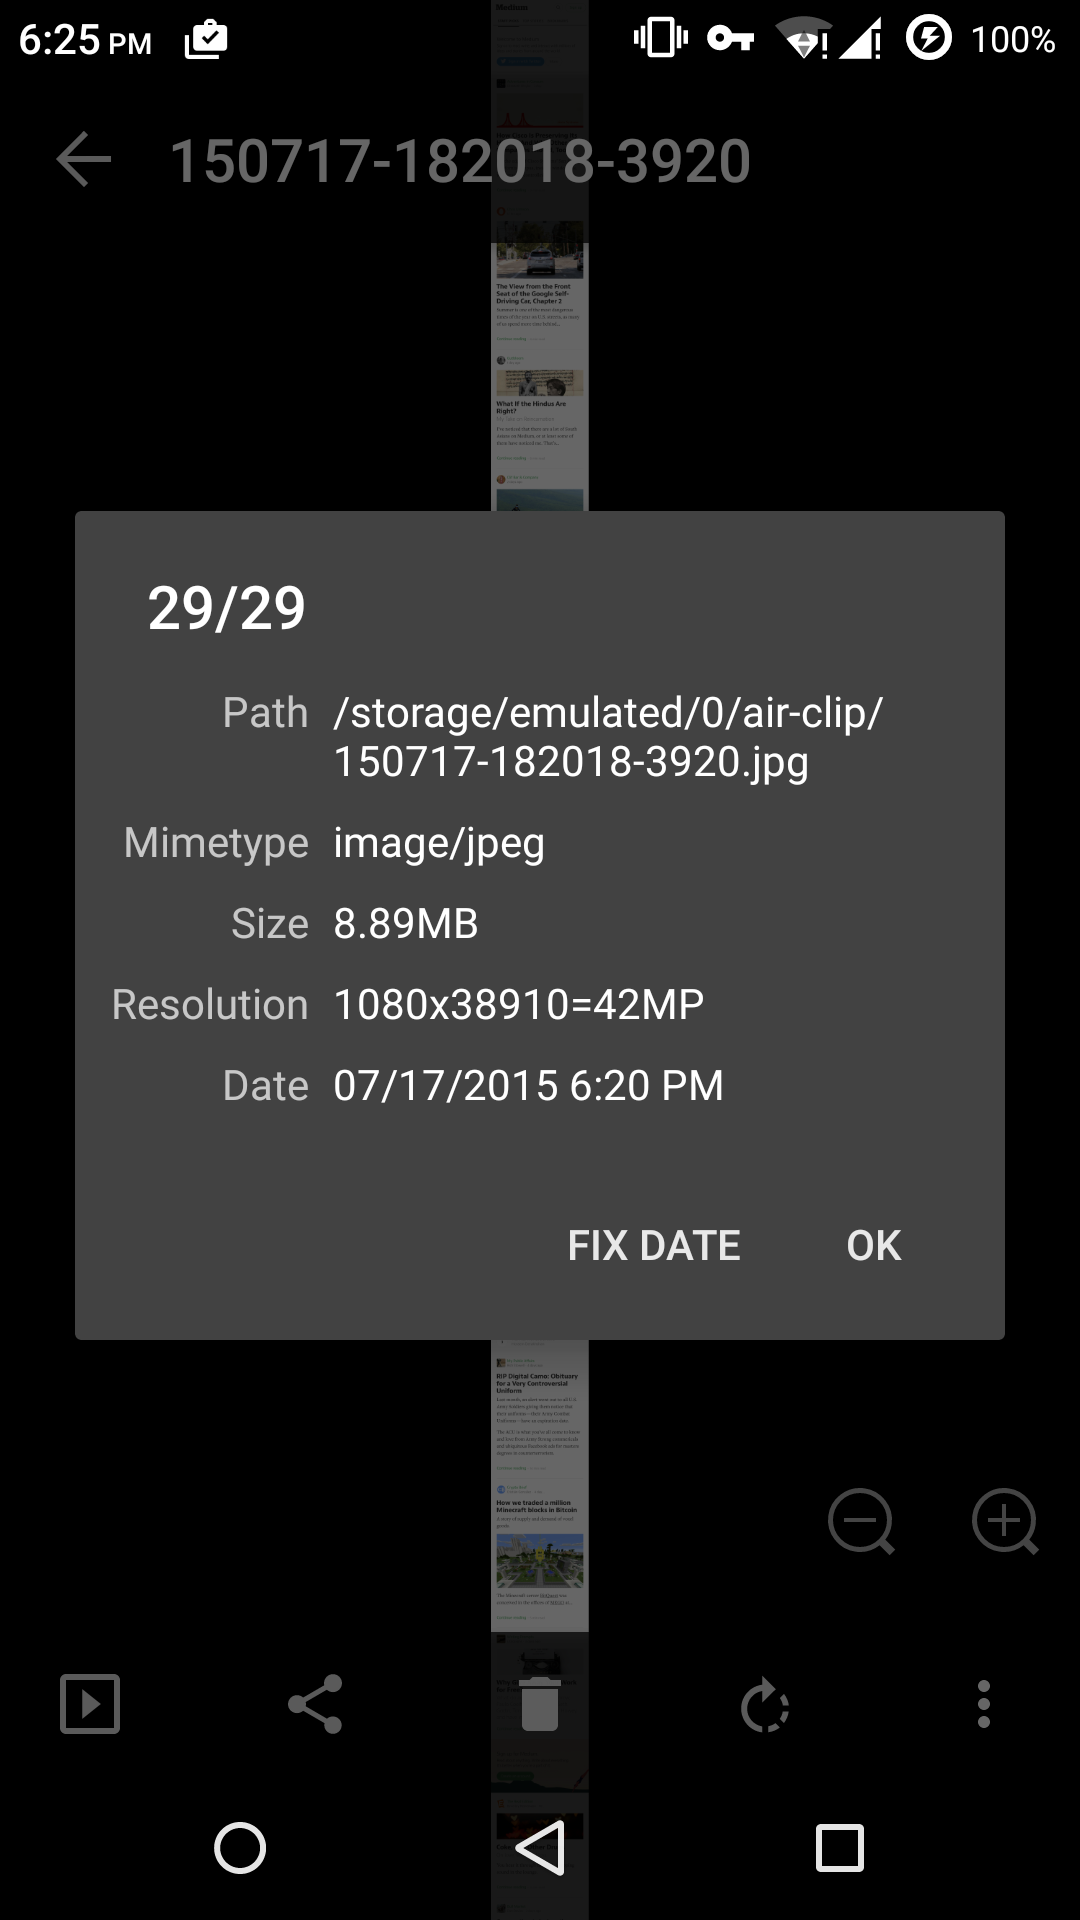 6:25 PM
100%
Medium
150717-182018-3920
The View from the Front
Seat of the Google Self-
Driving Car, Chapter 2
What If the Hindus Are
Right?
29/29
Path /storage/emulated/0/air-clip/
150717-182018-3920.jpg
Mimetype image/jpeg
Size 8.89MB
Resolution 1080x38910=42MP
Date 07/17/2015 6:20 PM
FIX DATE OK
RIP Digital Camo: Obituary
for a Very Controversial
Uniform
How we traded a million
Minecraft blocks in Bitcoin